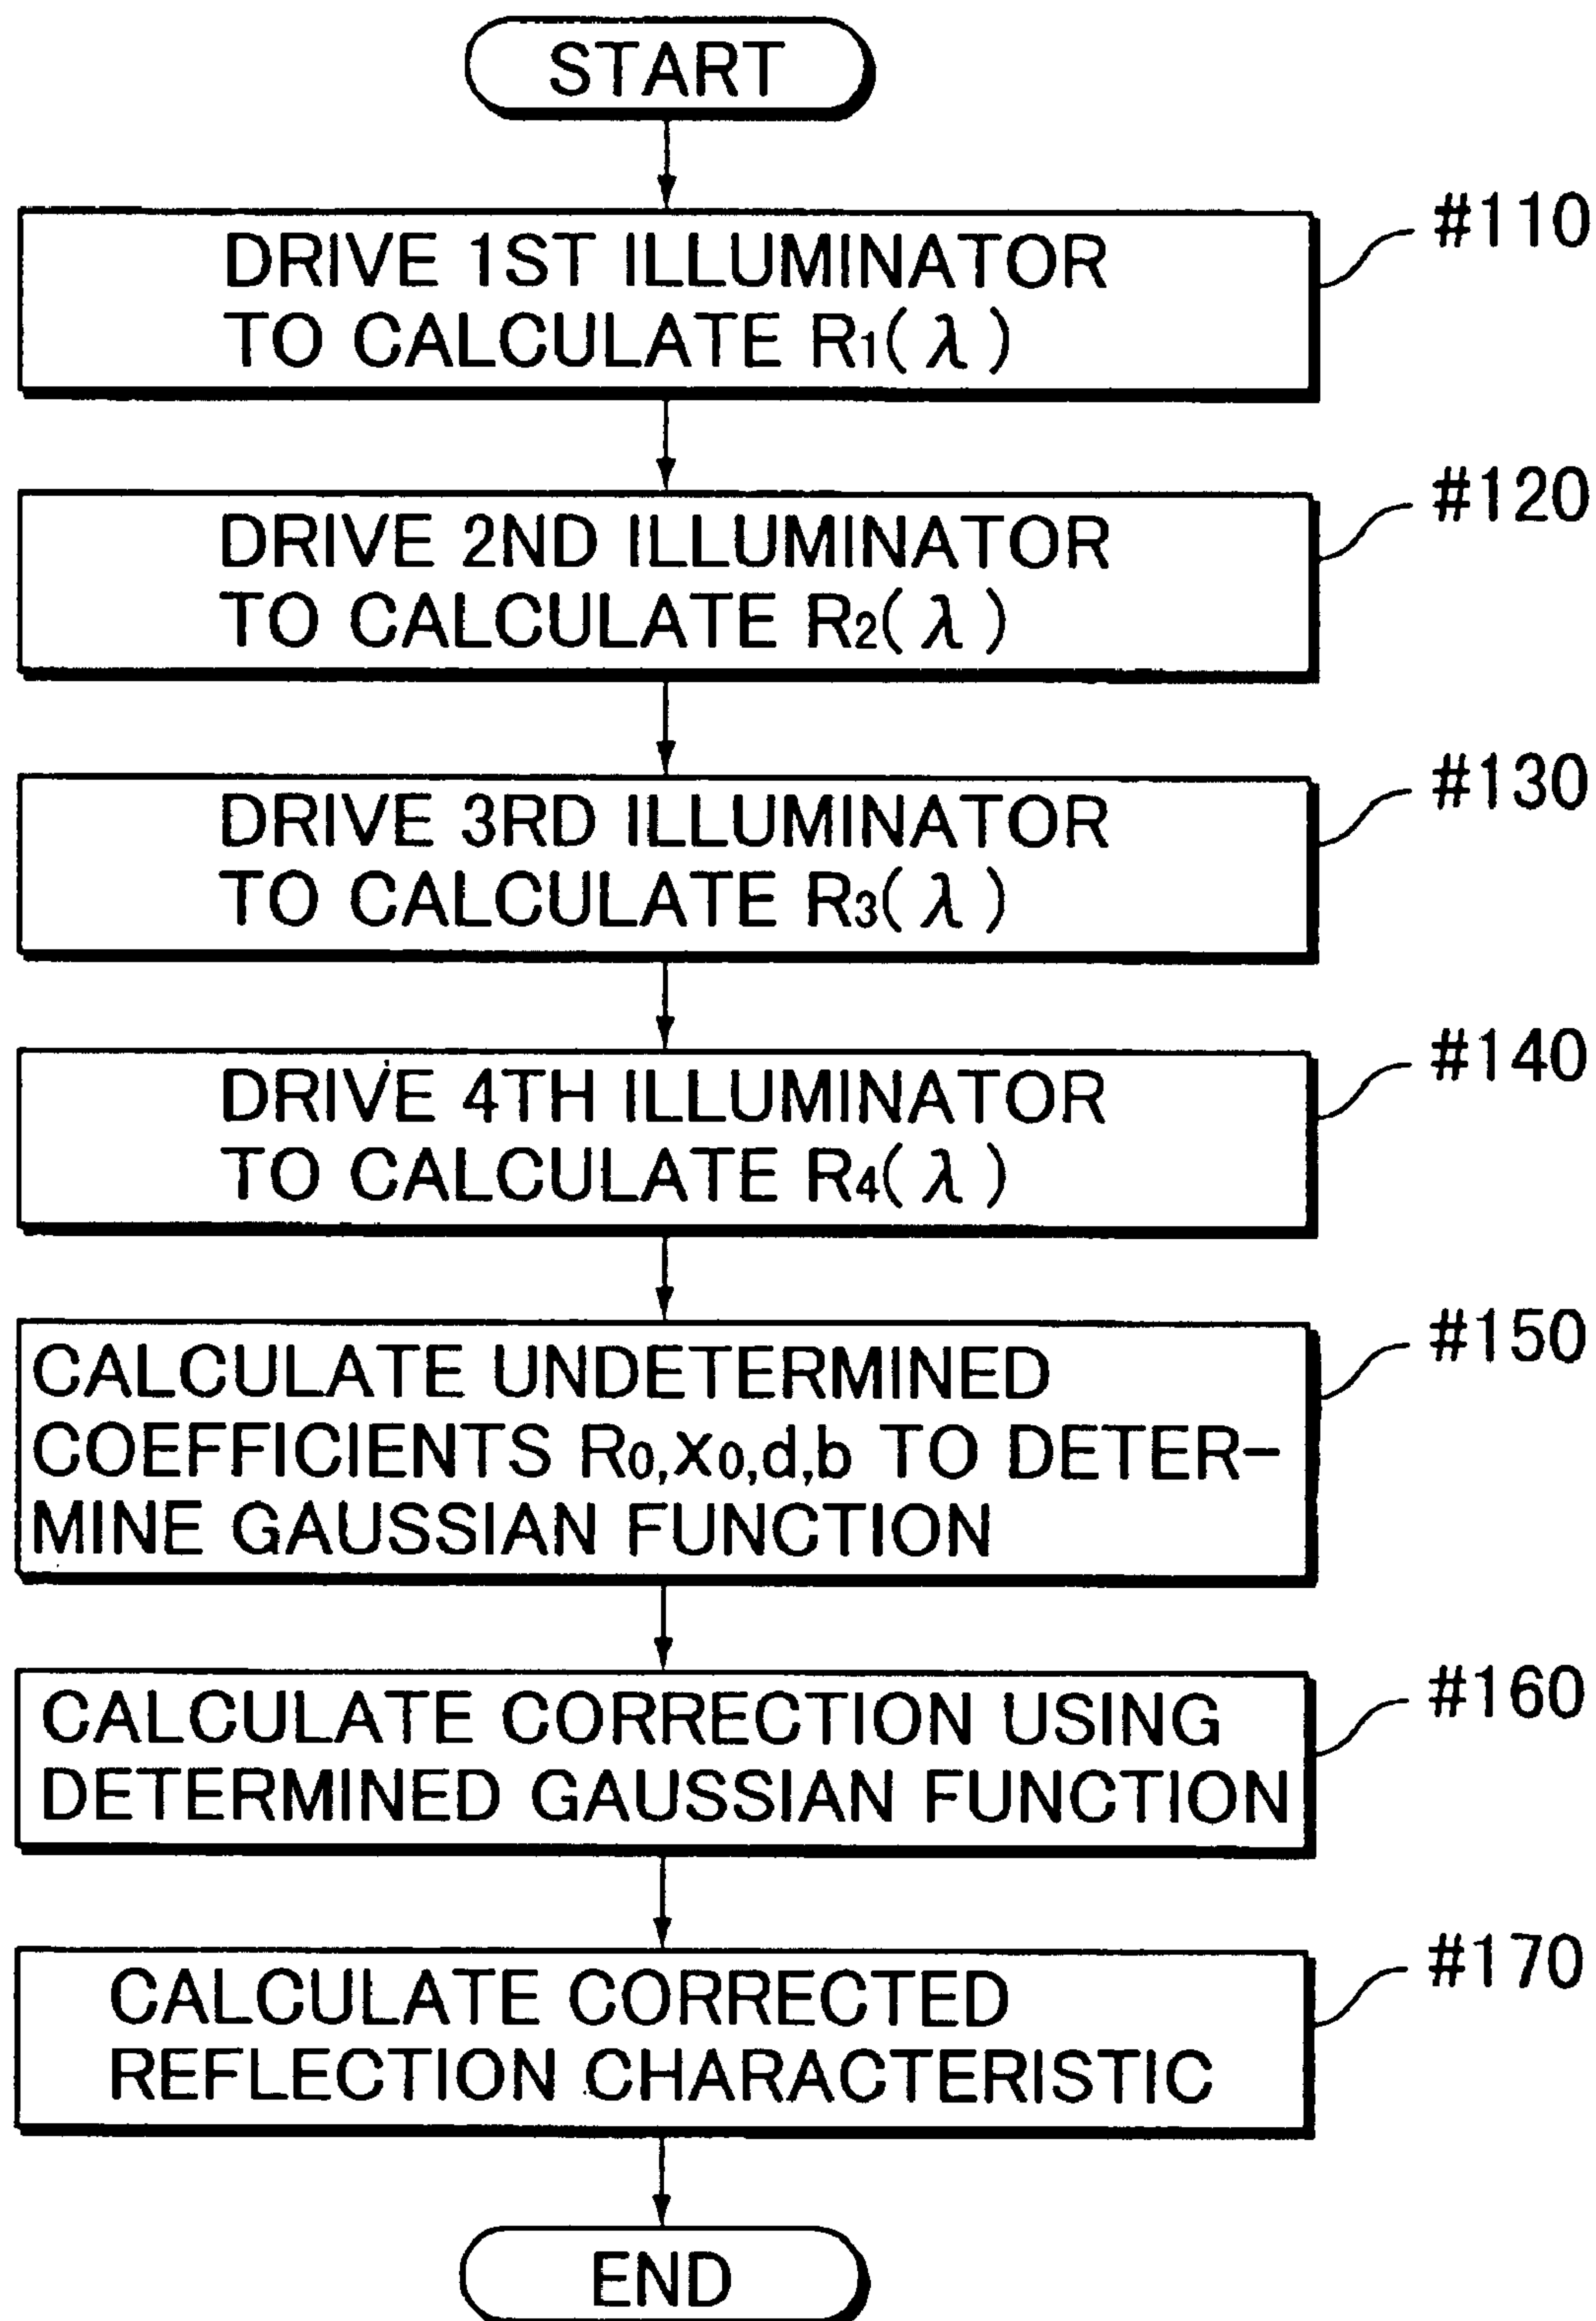 START
#110
DRIVE 1ST ILLUMINATOR
TO CALCULATE R₁(λ)
#120
DRIVE 2ND ILLUMINATOR
TO CALCULATE R₂(λ)
#130
DRIVE 3RD ILLUMINATOR
TO CALCULATE R₃(λ)
#140
DRIVE 4TH ILLUMINATOR
TO CALCULATE R₄(λ)
#150
CALCULATE UNDETERMINED
COEFFICIENTS R₀,x₀,d,b TO DETER-
MINE GAUSSIAN FUNCTION
#160
CALCULATE CORRECTION USING
DETERMINED GAUSSIAN FUNCTION
#170
CALCULATE CORRECTED
REFLECTION CHARACTERISTIC
END